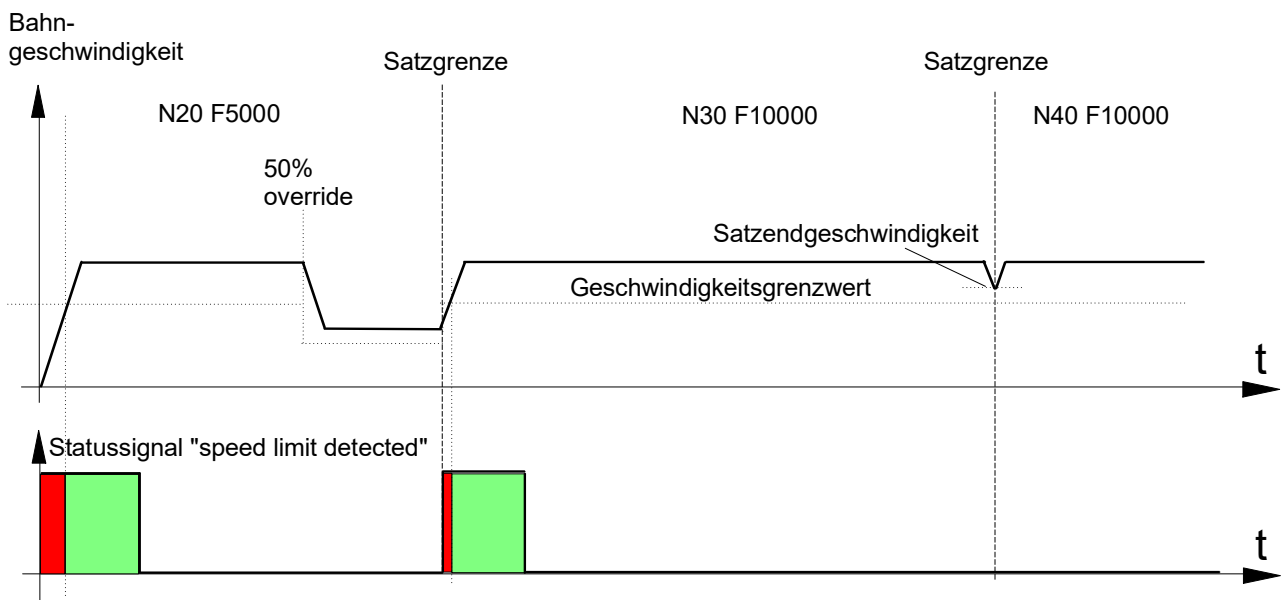 Bahn-
geschwindigkeit
Satzgrenze
Satzgrenze
N20 F5000
N30 F10000
N40 F10000
50%
override
Satzendgeschwindigkeit
Geschwindigkeitsgrenzwert
t
Statussignal "speed limit detected"
t